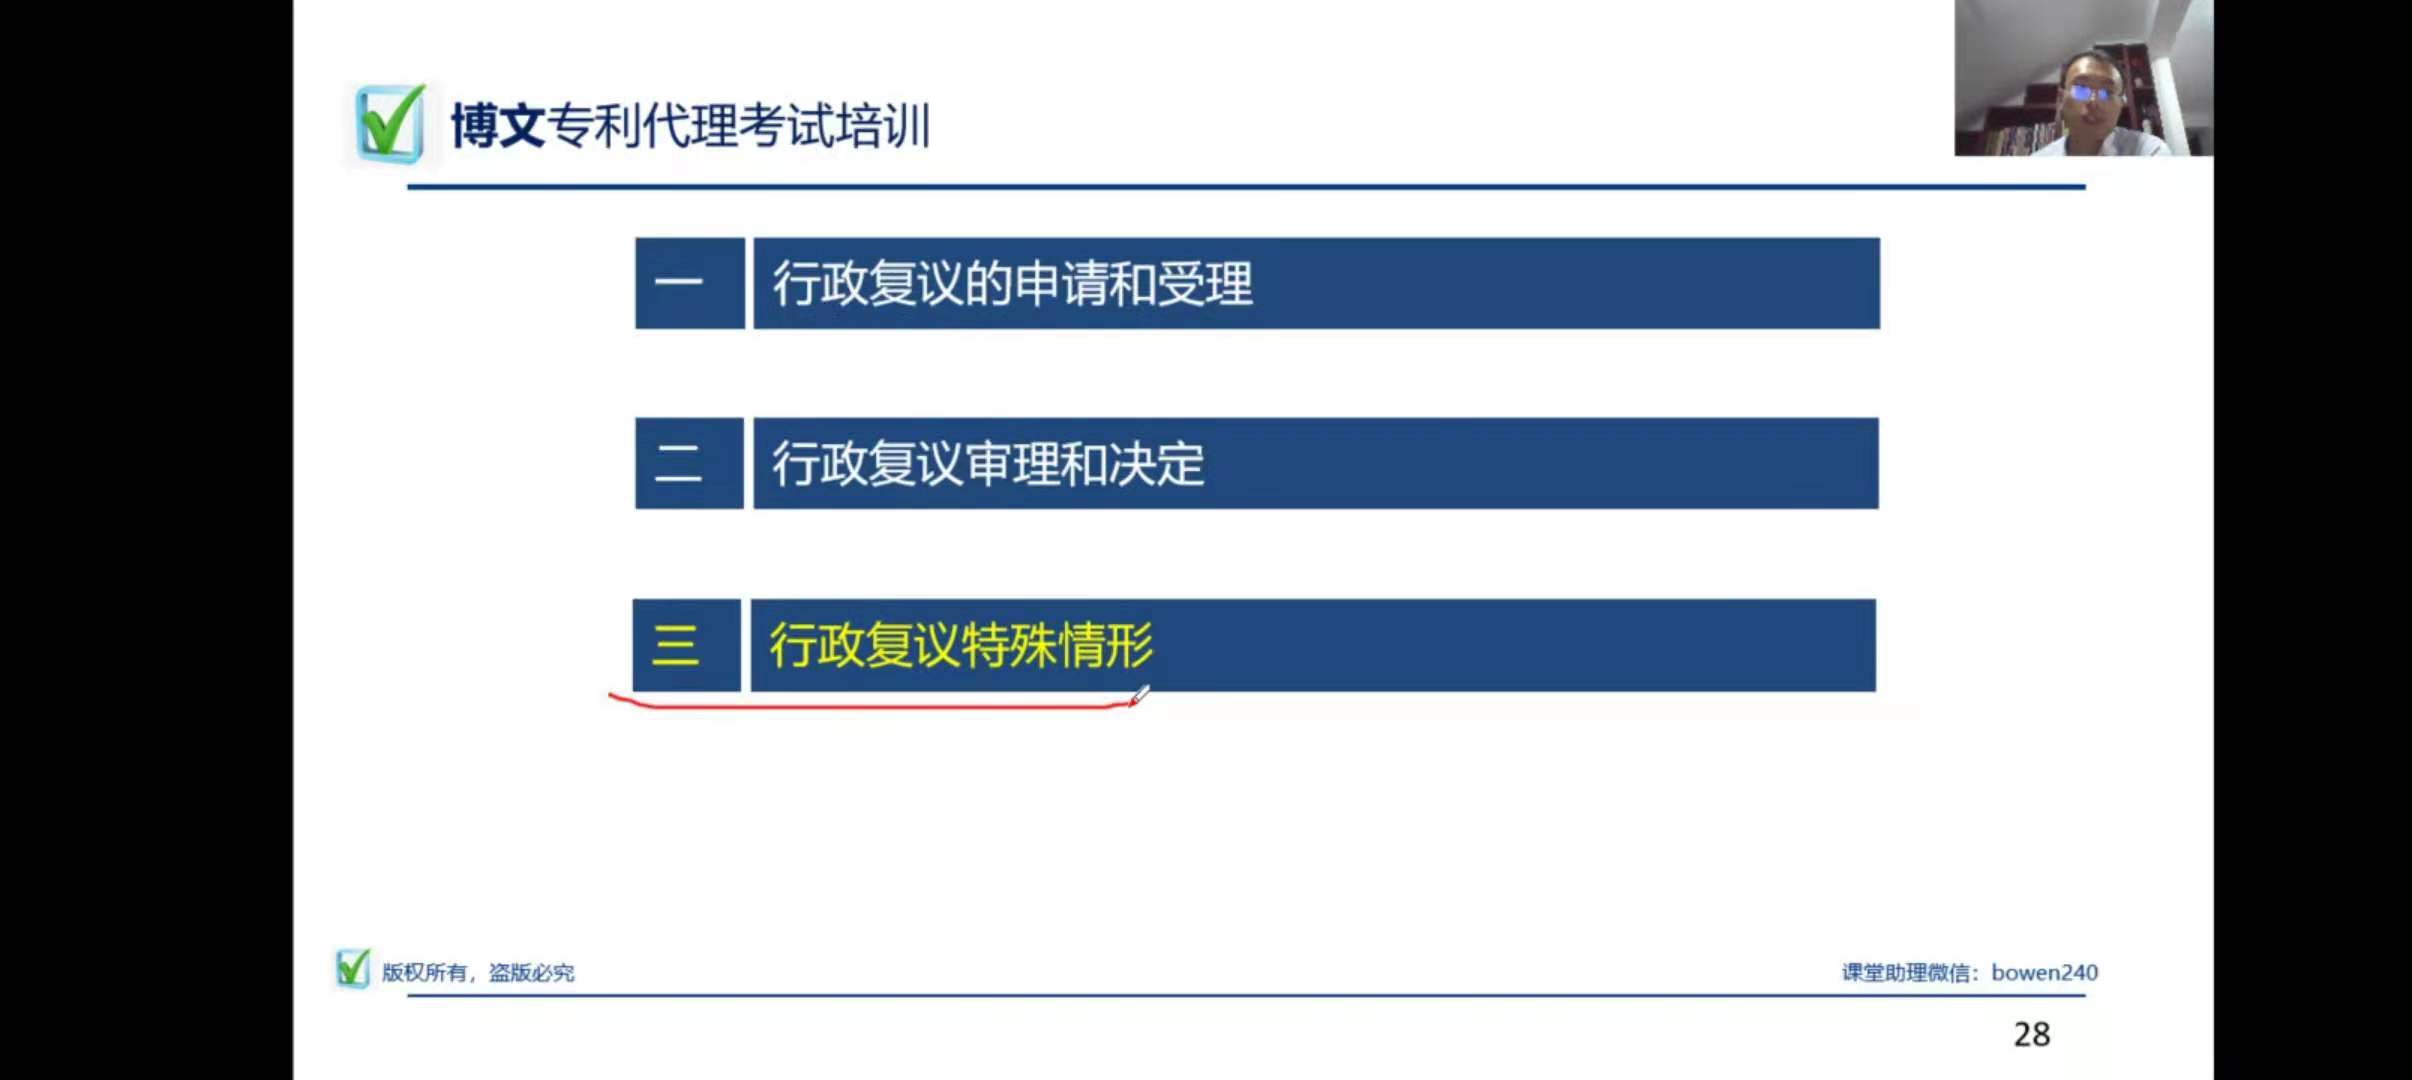 博文专利代理考试培训
一 行政复议的申请和受理
二 行政复议审理和决定
三 行政复议特殊情形
版权所有，盗版必究
课堂助理微信：bowen240
28